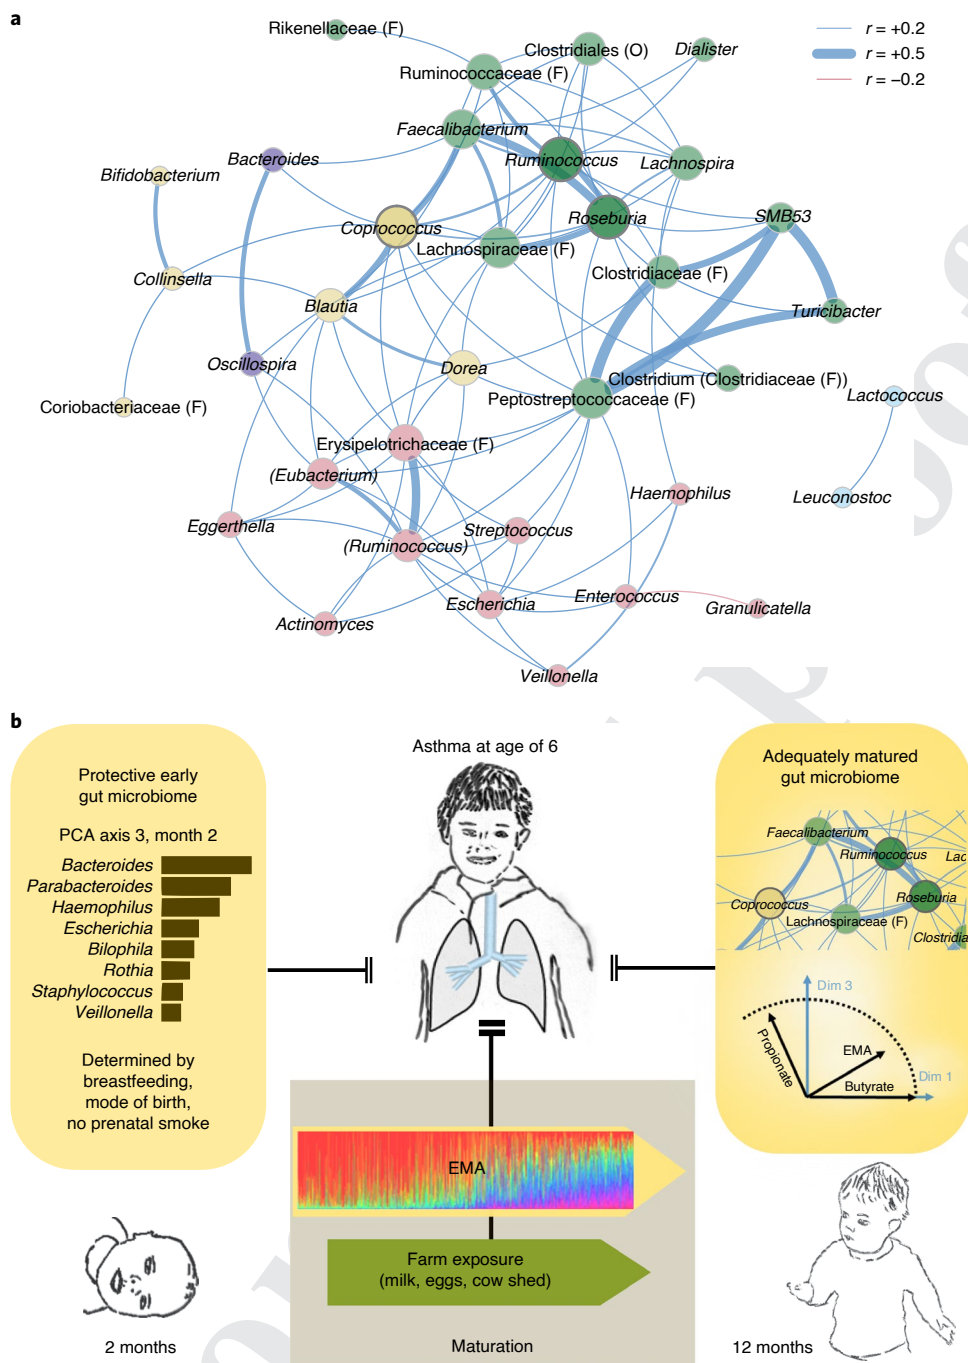 a
Rikenellaceae (F)
Clostridiales (O)
Dialister
r = +0.2
r = +0.5
r = −0.2
Ruminococcaceae (F)
Faecalibacterium
Bacteroides
Ruminococcus
Lachnospira
Bifidobacterium
Coprococcus
Roseburia
SMB53
Lachnospiraceae (F)
Collinsella
Clostridiaceae (F)
Blautia
Turicibacter
Oscillospira
Dorea
Clostridium (Clostridiaceae (F))
Coriobacteriaceae (F)
Peptostreptococcaceae (F)
Lactococcus
Erysipelotrichaceae (F)
(Eubacterium)
Haemophilus
Leuconostoc
Eggerthella
(Ruminococcus)
Streptococcus
Actinomyces
Escherichia
Enterococcus
Granulicatella
Veillonella
b
Protective early
gut microbiome
PCA axis 3, month 2
Bacteroides
Parabacteroides
Haemophilus
Escherichia
Bilophila
Rothia
Staphylococcus
Veillonella
Determined by
breastfeeding,
mode of birth,
no prenatal smoke
Asthma at age of 6
Adequately matured
gut microbiome
Faecalibacterium
Ruminococcus
Lac
Coprococcus
Roseburia
Lachnospiraceae (F)
Clostridia
Dim 3
Propionate
EMA
Dim 1
Butyrate
EMA
Farm exposure
(milk, eggs, cow shed)
2 months
Maturation
12 months